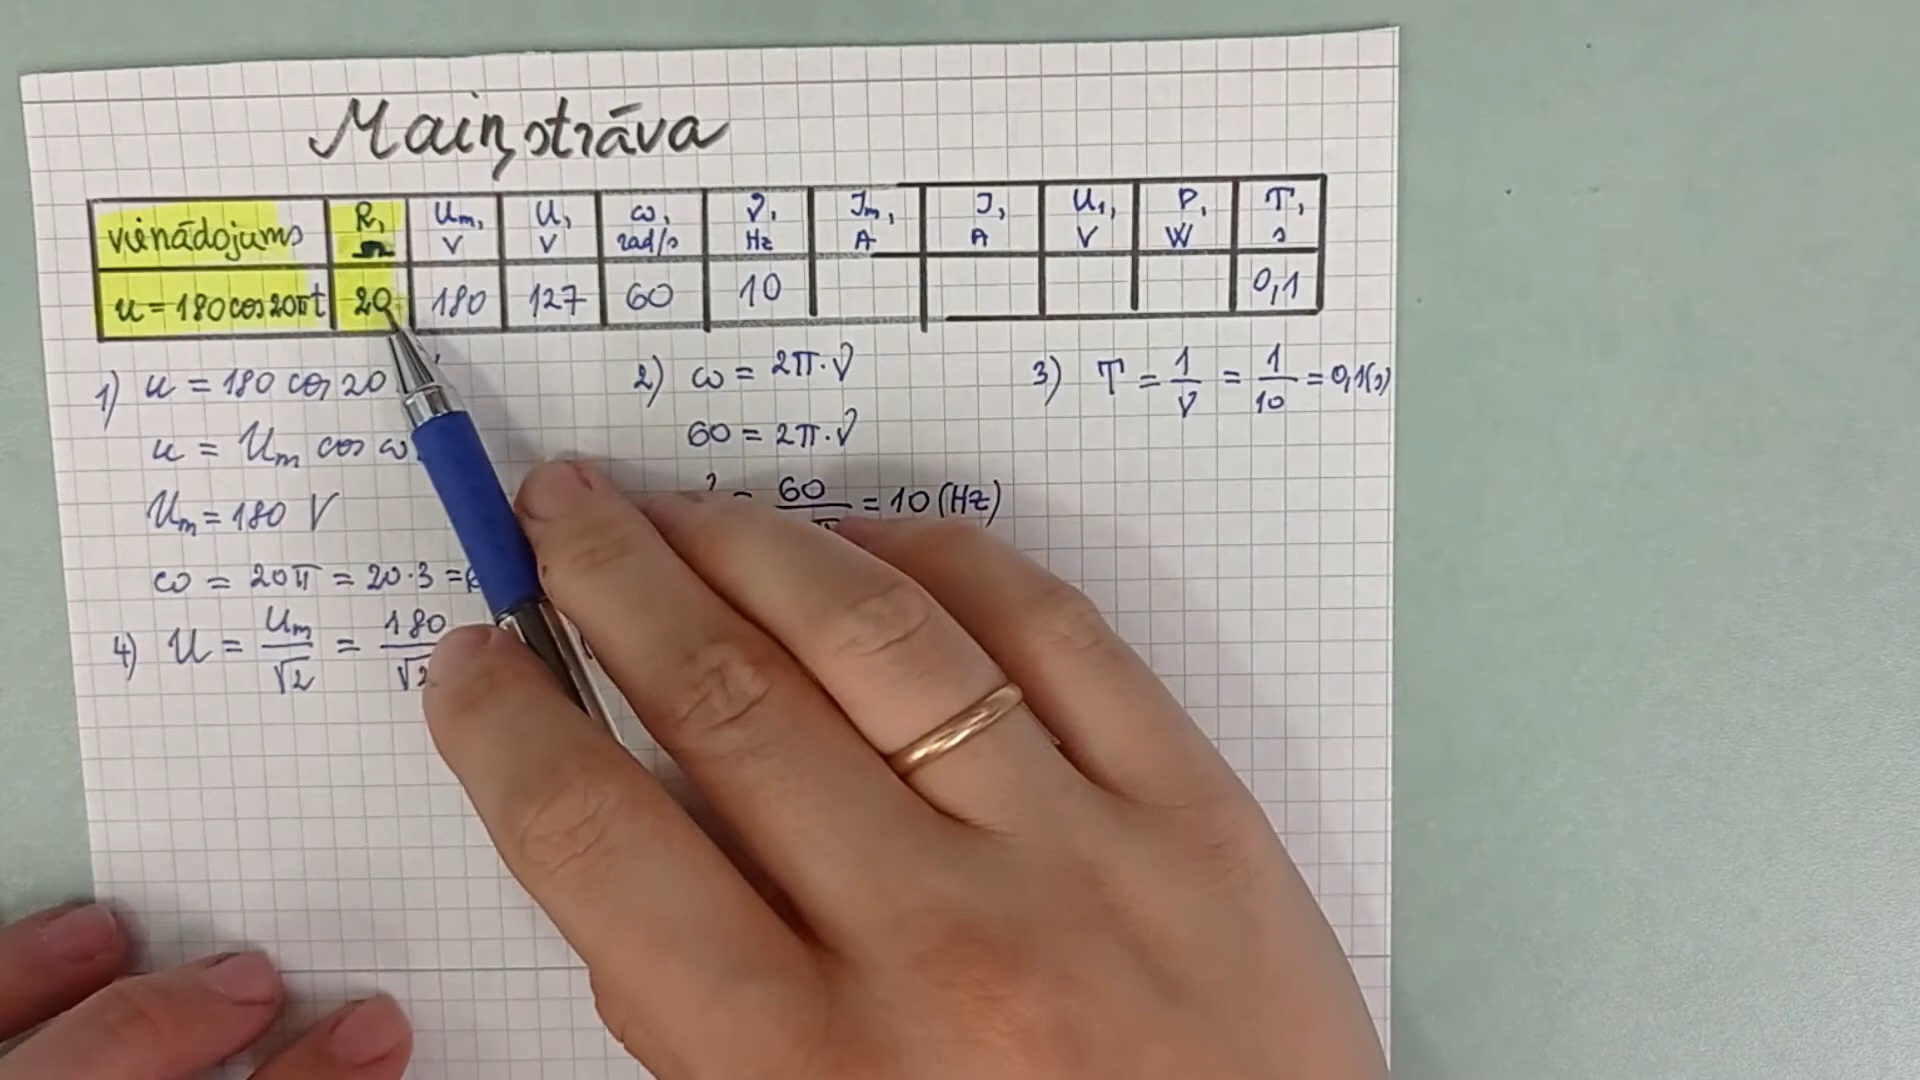 Maiņstrāva
vienādojums R, Ω Um, V U, V ω, rad/s ν, Hz Im, A I, A U1, V P, W T, s
u = 180cos20πt 20 180 127 60 10 0,1
1) u = 180 cos 20
u = Um cos ω
Um = 180 V
ω = 20π = 20·3 =
4) U = Um/√2 = 180/√2
2) ω = 2π·ν
60 = 2π·ν
60 = 10 (Hz)
3) T = 1/ν = 1/10 = 0,1(s)